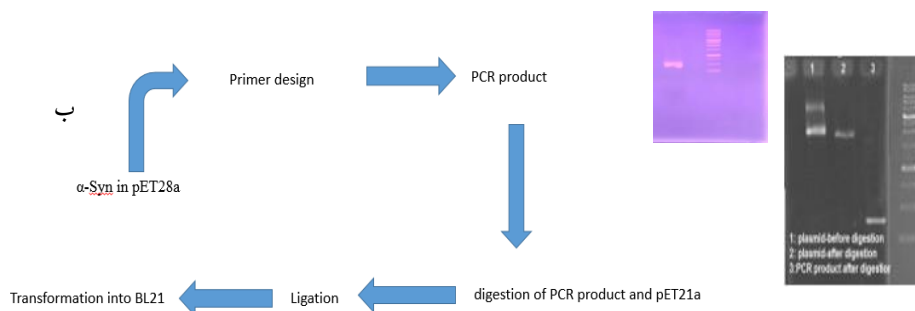 Primer design
PCR product
ب
α-Syn in pET28a
1 2 3
1: plasmid-before digestion
2: plasmid-after digestion
3:PCR product after digestion
digestion of PCR product and pET21a
Ligation
Transformation into BL21